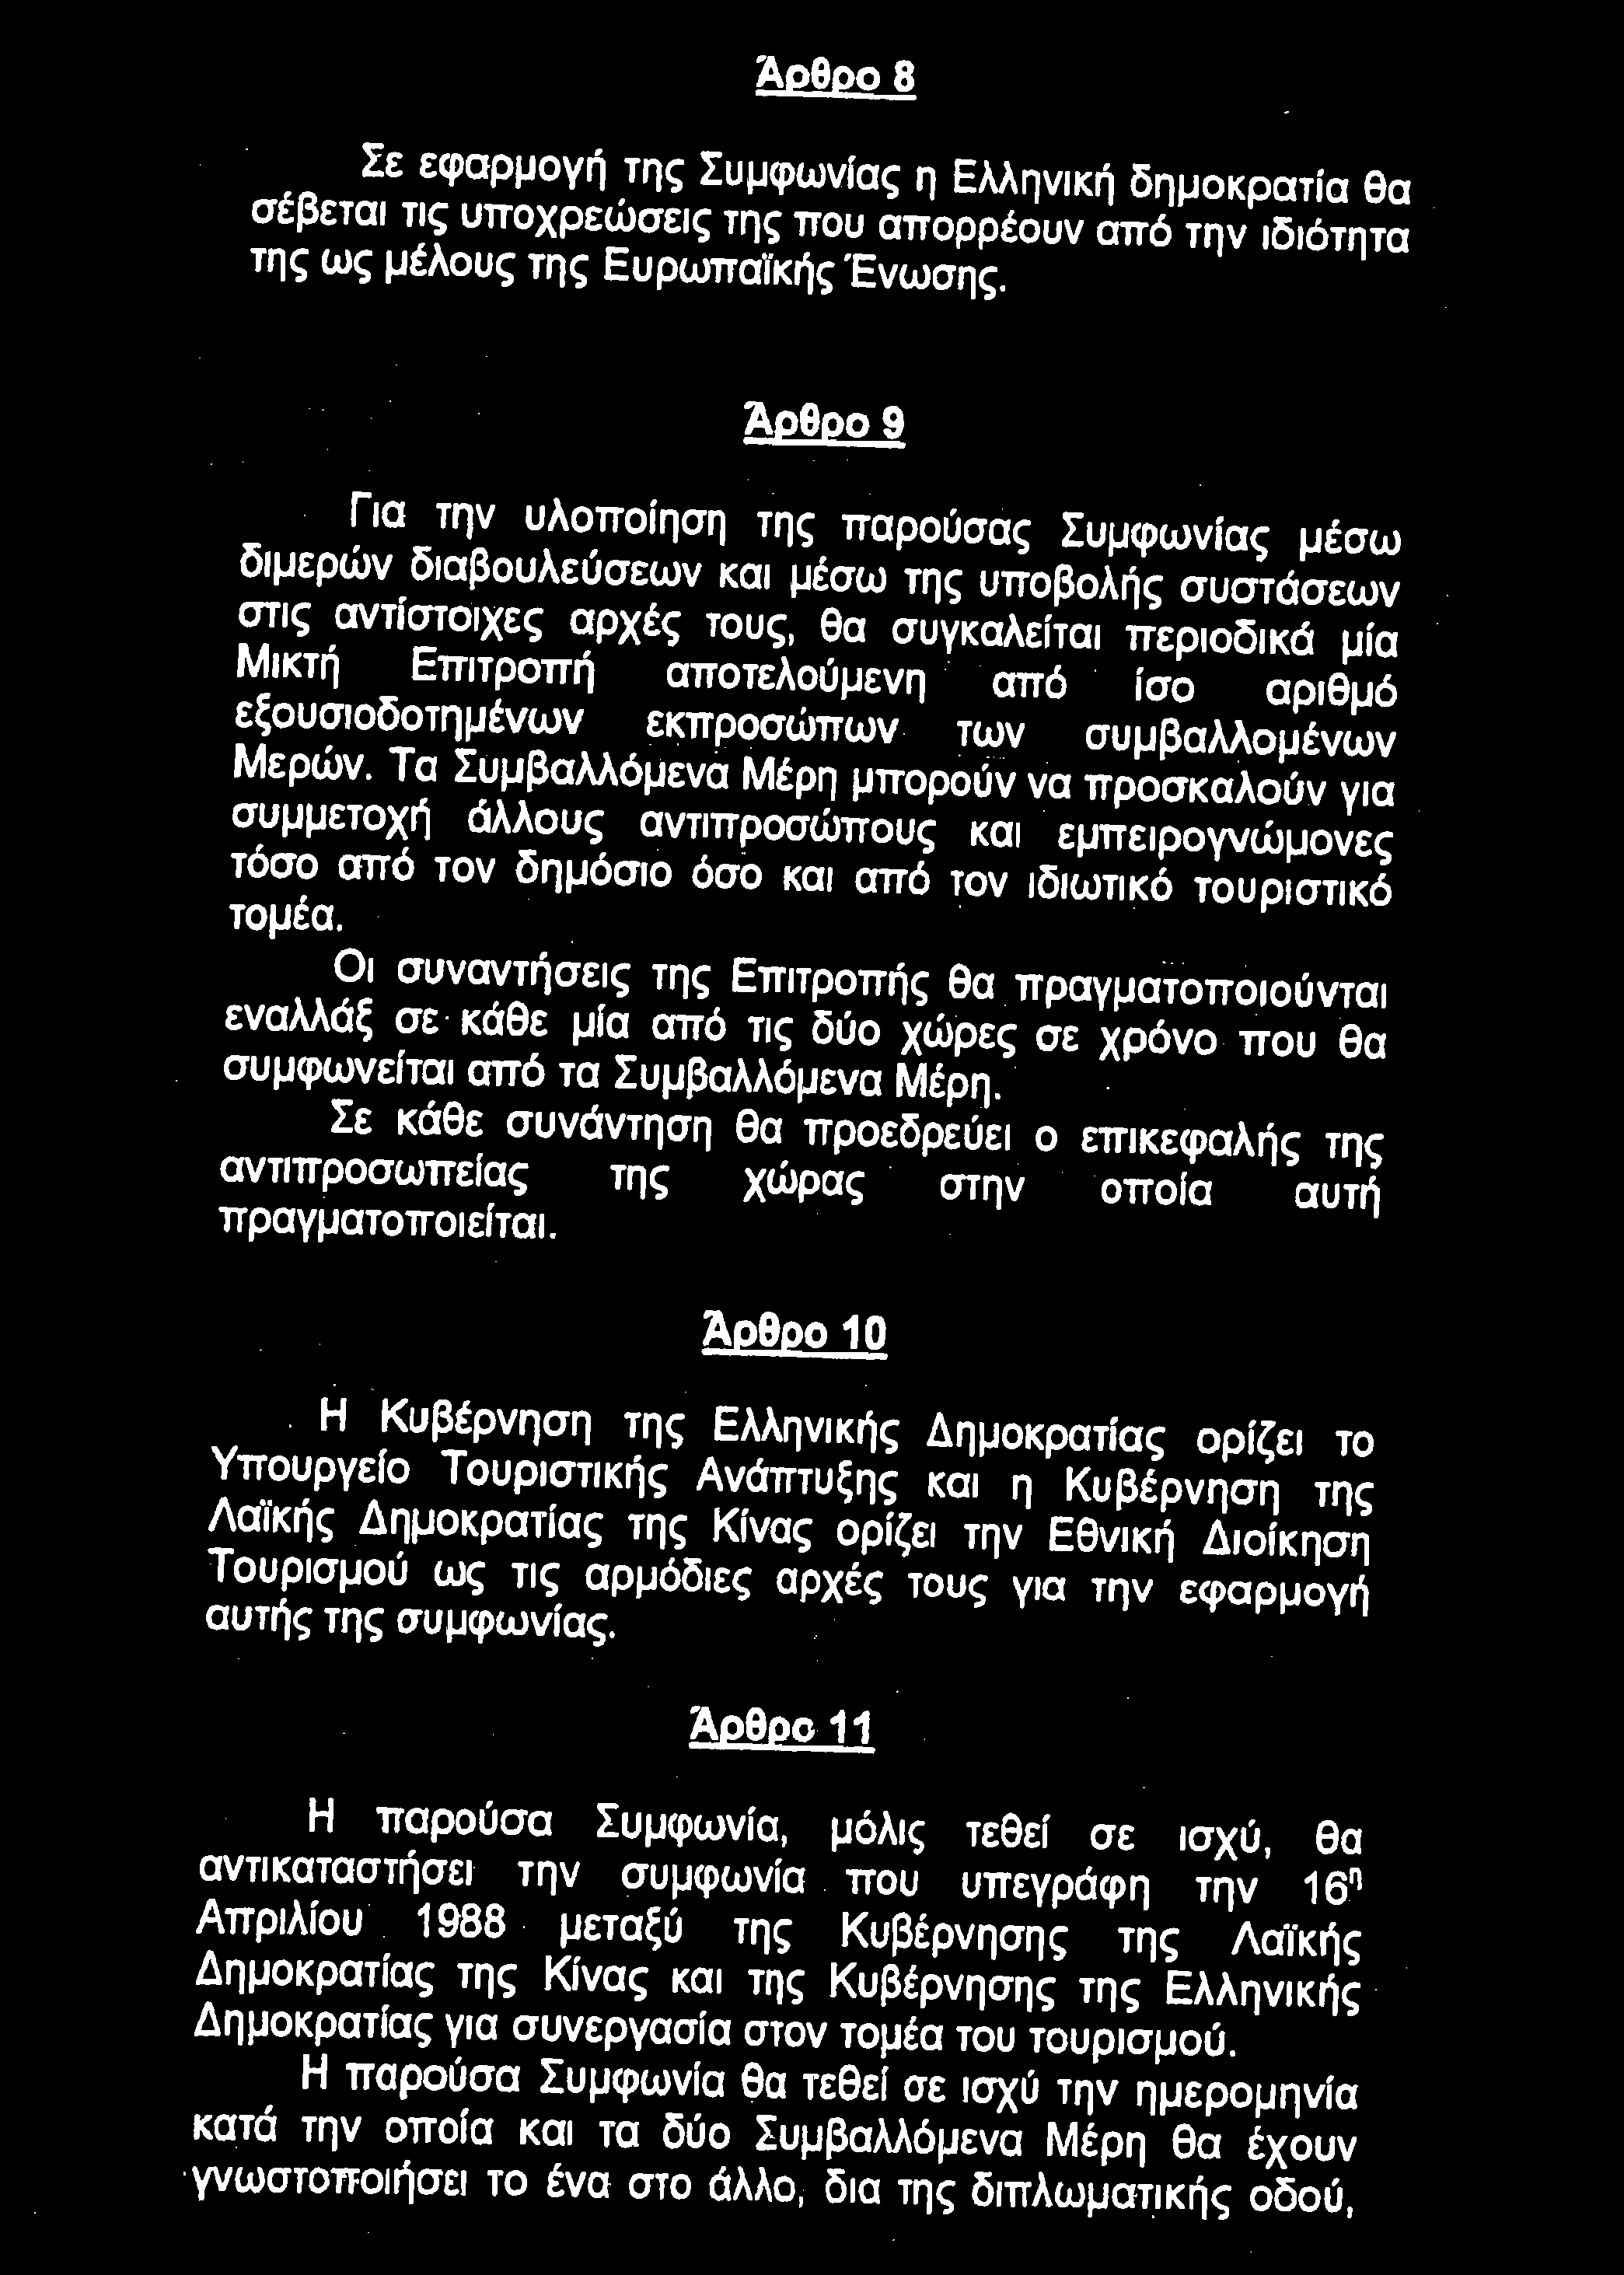 Άρθρο 8
Σε εφαρμογή της Συμφωνίας η Ελληνική δημοκρατία θα
σέβεται τις υποχρεώσεις της που απορρέουν από την ιδιότητα
της ως μέλους της Ευρωπαϊκής Ένωσης.
Άρθρο 9
Για την υλοποίηση της παρούσας Συμφωνίας μέσω
διμερών διαβουλεύσεων και μέσω της υποβολής συστάσεων
στις αντίστοιχες αρχές τους, θα συγκαλείται περιοδικά μία
Μικτή Επιτροπή αποτελούμενη από ίσο αριθμό
εξουσιοδοτημένων εκπροσώπων των συμβαλλομένων
Μερών. Τα Συμβαλλόμενα Μέρη μπορούν να προσκαλούν για
συμμετοχή άλλους αντιπροσώπους και εμπειρογνώμονες
τόσο από τον δημόσιο όσο και από τον ιδιωτικό τουριστικό
τομέα.
Οι συναντήσεις της Επιτροπής θα πραγματοποιούνται
εναλλάξ σε κάθε μία από τις δύο χώρες σε χρόνο που θα
συμφωνείται από τα Συμβαλλόμενα Μέρη.
Σε κάθε συνάντηση θα προεδρεύει ο επικεφαλής της
αντιπροσωπείας της χώρας στην οποία αυτή
πραγματοποιείται.
Άρθρο 10
Η Κυβέρνηση της Ελληνικής Δημοκρατίας ορίζει το
Υπουργείο Τουριστικής Ανάπτυξης και η Κυβέρνηση της
Λαϊκής Δημοκρατίας της Κίνας ορίζει την Εθνική Διοίκηση
Τουρισμού ως τις αρμόδιες αρχές τους για την εφαρμογή
αυτής της συμφωνίας.
Άρθρο 11
Η παρούσα Συμφωνία, μόλις τεθεί σε ισχύ, θα
αντικαταστήσει την συμφωνία που υπεγράφη την 16η
Απριλίου 1988 μεταξύ της Κυβέρνησης της Λαϊκής
Δημοκρατίας της Κίνας και της Κυβέρνησης της Ελληνικής
Δημοκρατίας για συνεργασία στον τομέα του τουρισμού.
Η παρούσα Συμφωνία θα τεθεί σε ισχύ την ημερομηνία
κατά την οποία και τα δύο Συμβαλλόμενα Μέρη θα έχουν
γνωστοποιήσει το ένα στο άλλο, δια της διπλωματικής οδού,